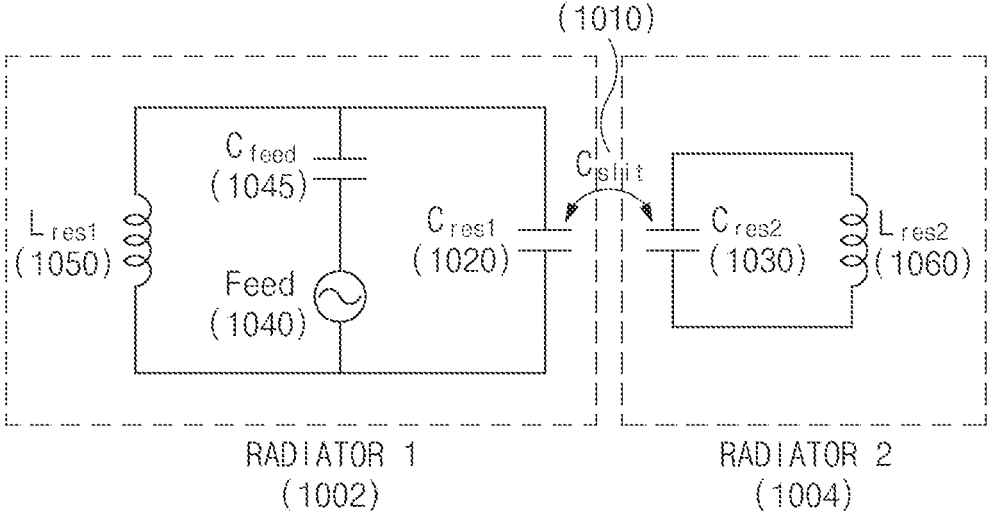 (1010)
C feed
(1045)
C slit
L res1
(1050)
C res1
(1020)
C res2
(1030)
L res2
(1060)
Feed
(1040)
RADIATOR 1
(1002)
RADIATOR 2
(1004)